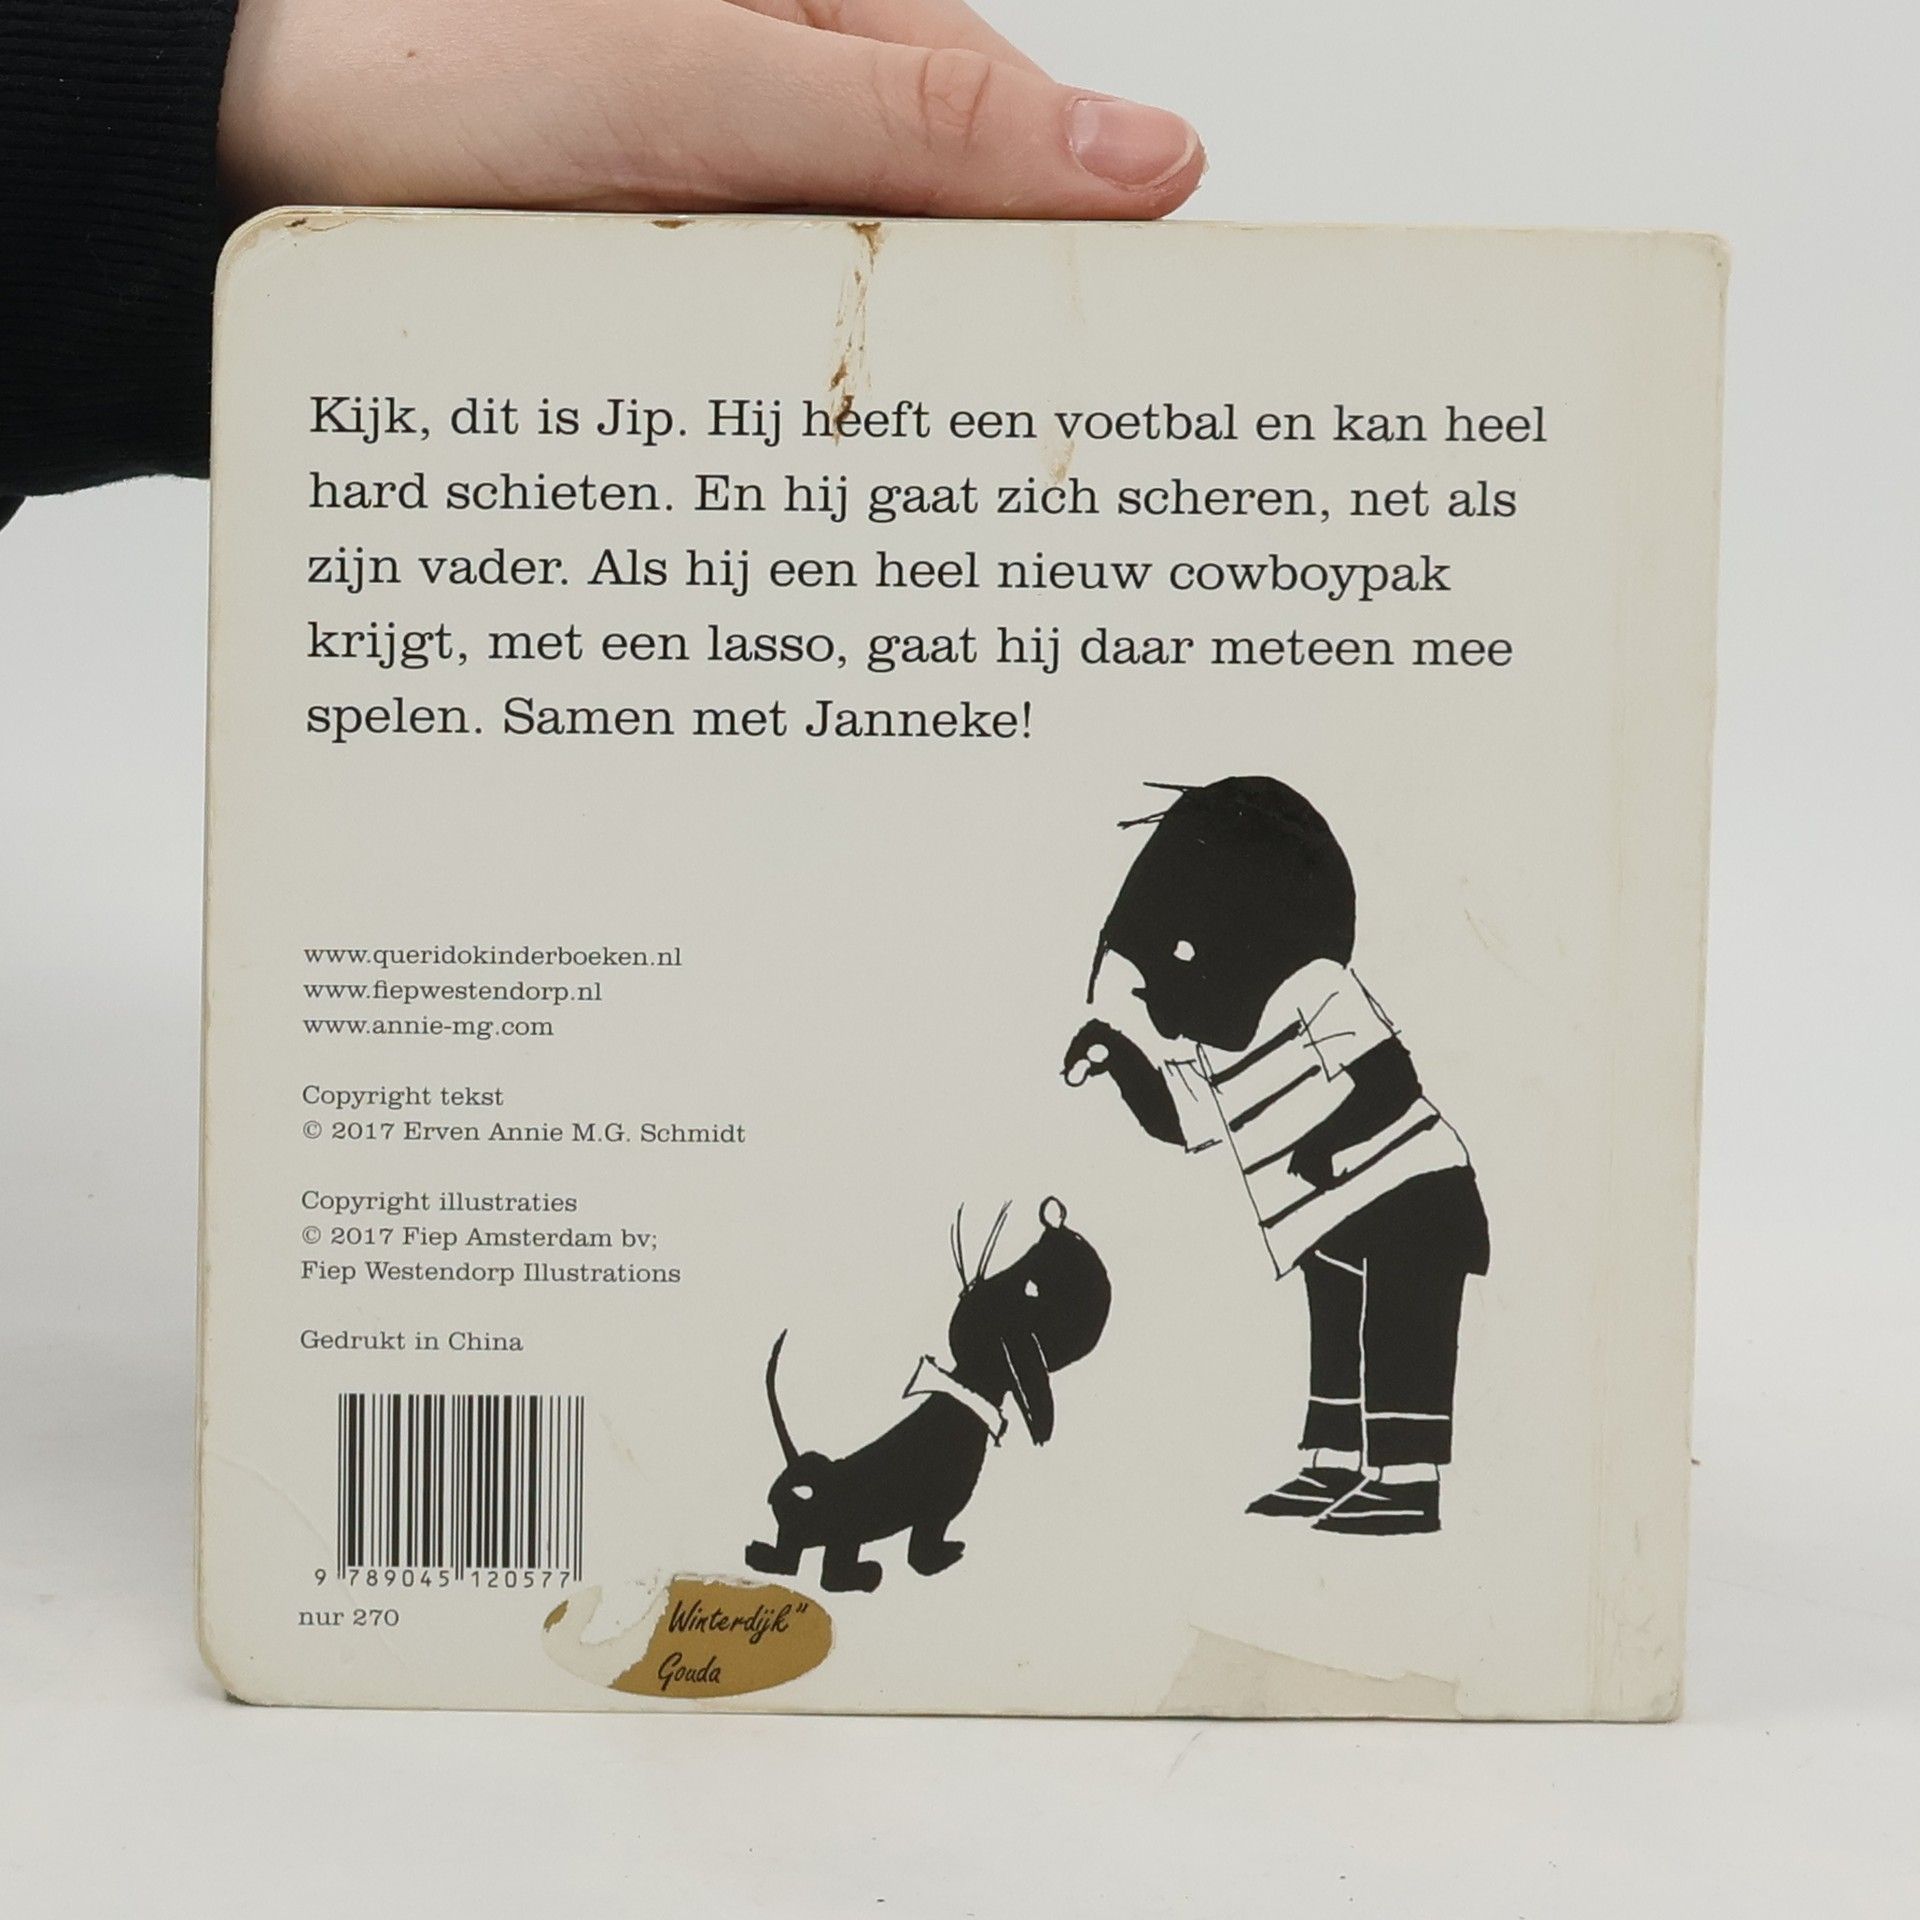 Kijk, dit is Jip. Hij heeft een voetbal en kan heel
hard schieten. En hij gaat zich scheren, net als
zijn vader. Als hij een heel nieuw cowboypak
krijgt, met een lasso, gaat hij daar meteen mee
spelen. Samen met Janneke!
www.queridokinderboeken.nl
www.fiepwestendorp.nl
www.annie-mg.com
Copyright tekst
© 2017 Erven Annie M.G. Schmidt
Copyright illustraties
© 2017 Fiep Amsterdam bv;
Fiep Westendorp Illustrations
Gedrukt in China
9 789045 120577
nur 270
Winterdijk"
Gouda